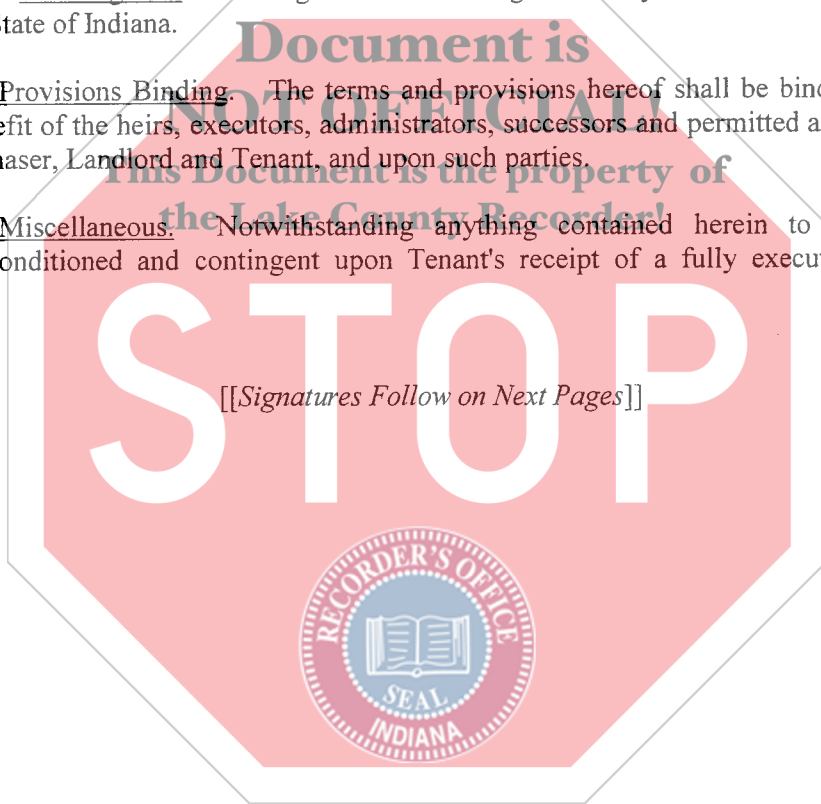 State of Indiana.
Document is
Provisions Binding. The terms and provisions hereof shall be bind
NOT OFFICIAL!
efit of the heirs, executors, administrators, successors and permitted a
aser, Landlord and Tenant, and upon such parties.
This Document is the property of
the Lake County Recorder!
Miscellaneous. Notwithstanding anything contained herein to
onditioned and contingent upon Tenant's receipt of a fully execu
STOP
[[Signatures Follow on Next Pages]]
RECORDER'S OFFICE
SEAL
INDIANA